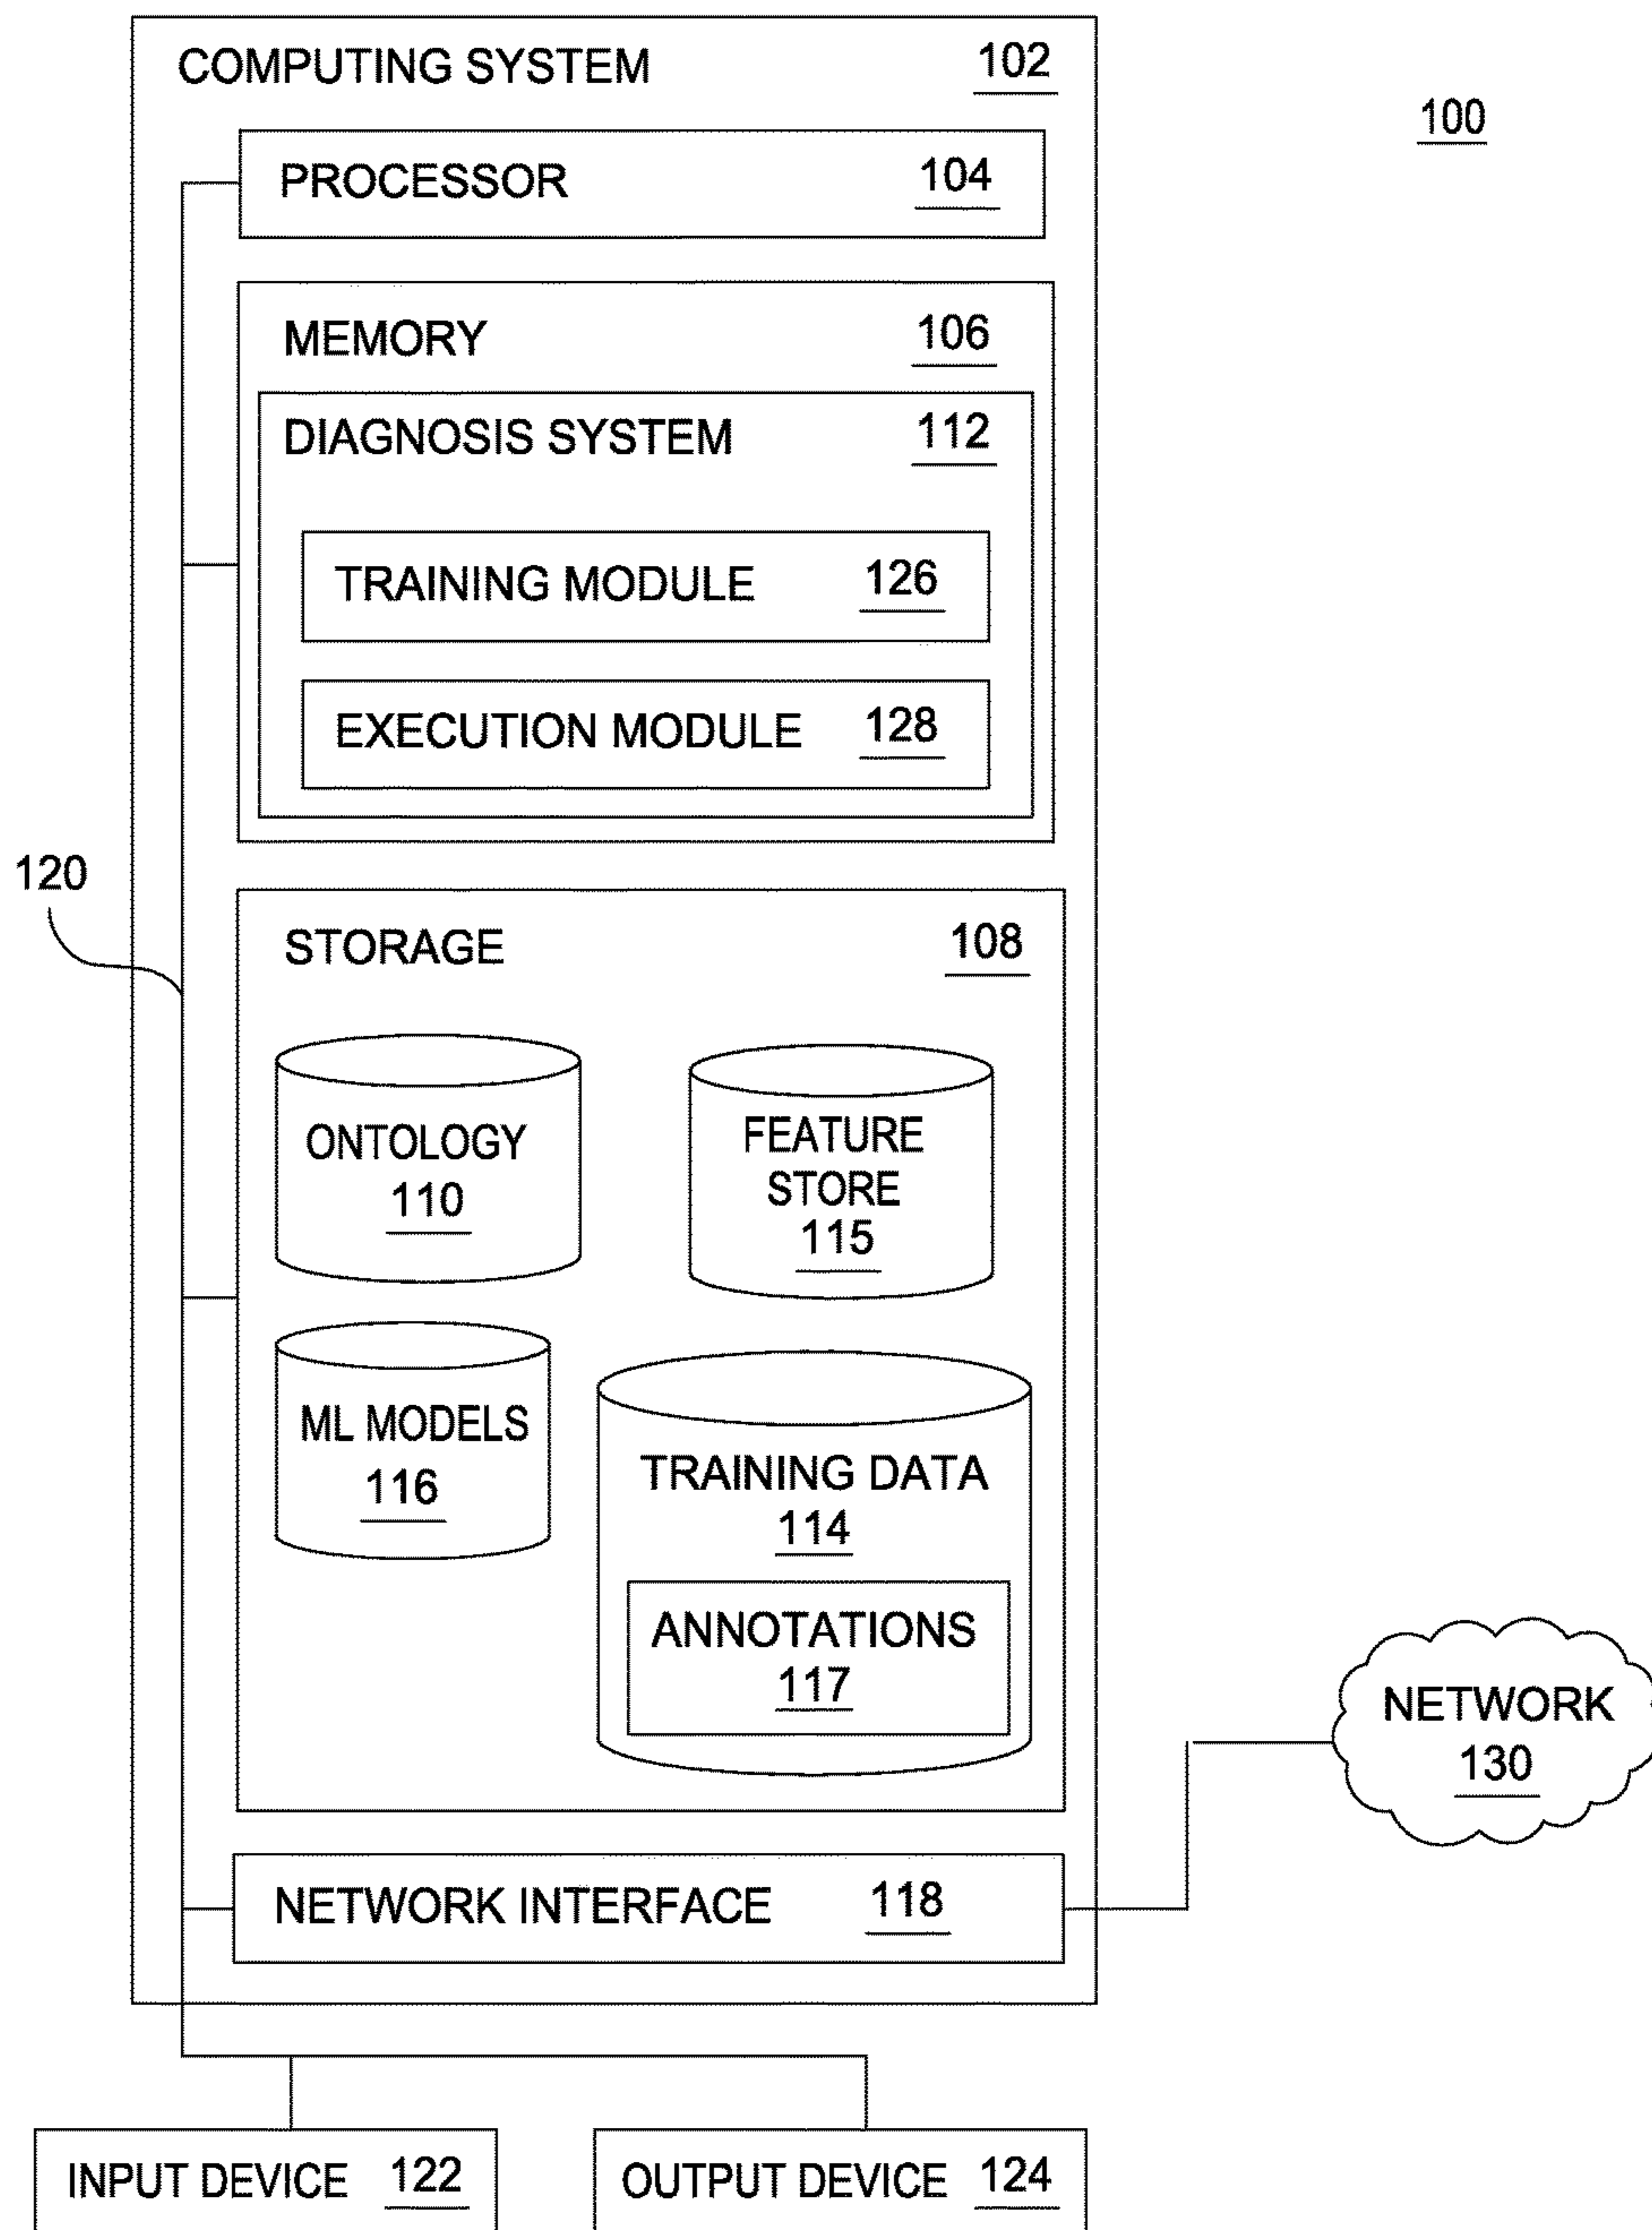 COMPUTING SYSTEM 102
100
PROCESSOR 104
MEMORY 106
DIAGNOSIS SYSTEM 112
TRAINING MODULE 126
EXECUTION MODULE 128
120
STORAGE 108
ONTOLOGY
110
FEATURE
STORE
115
ML MODELS
116
TRAINING DATA
114
ANNOTATIONS
117
NETWORK
130
NETWORK INTERFACE 118
INPUT DEVICE 122
OUTPUT DEVICE 124